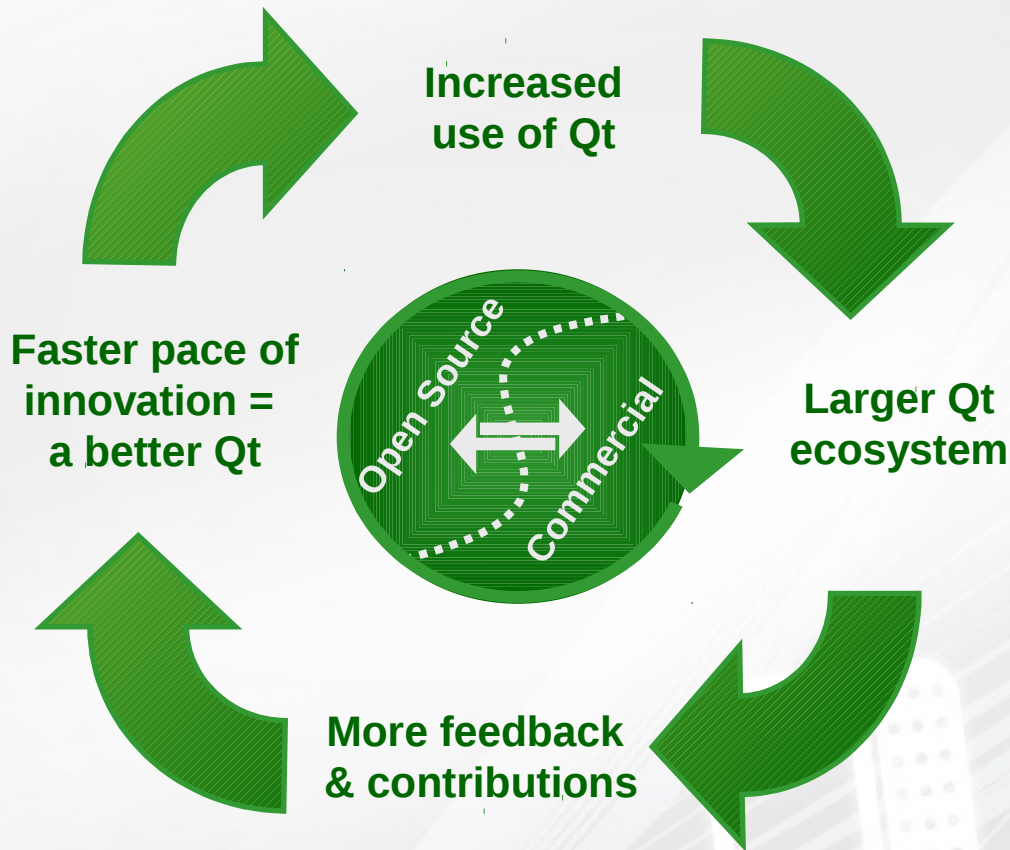 Increased
use of Qt
Faster pace of
innovation =
a better Qt
Open Source
Commercial
Larger Qt
ecosystem
More feedback
& contributions